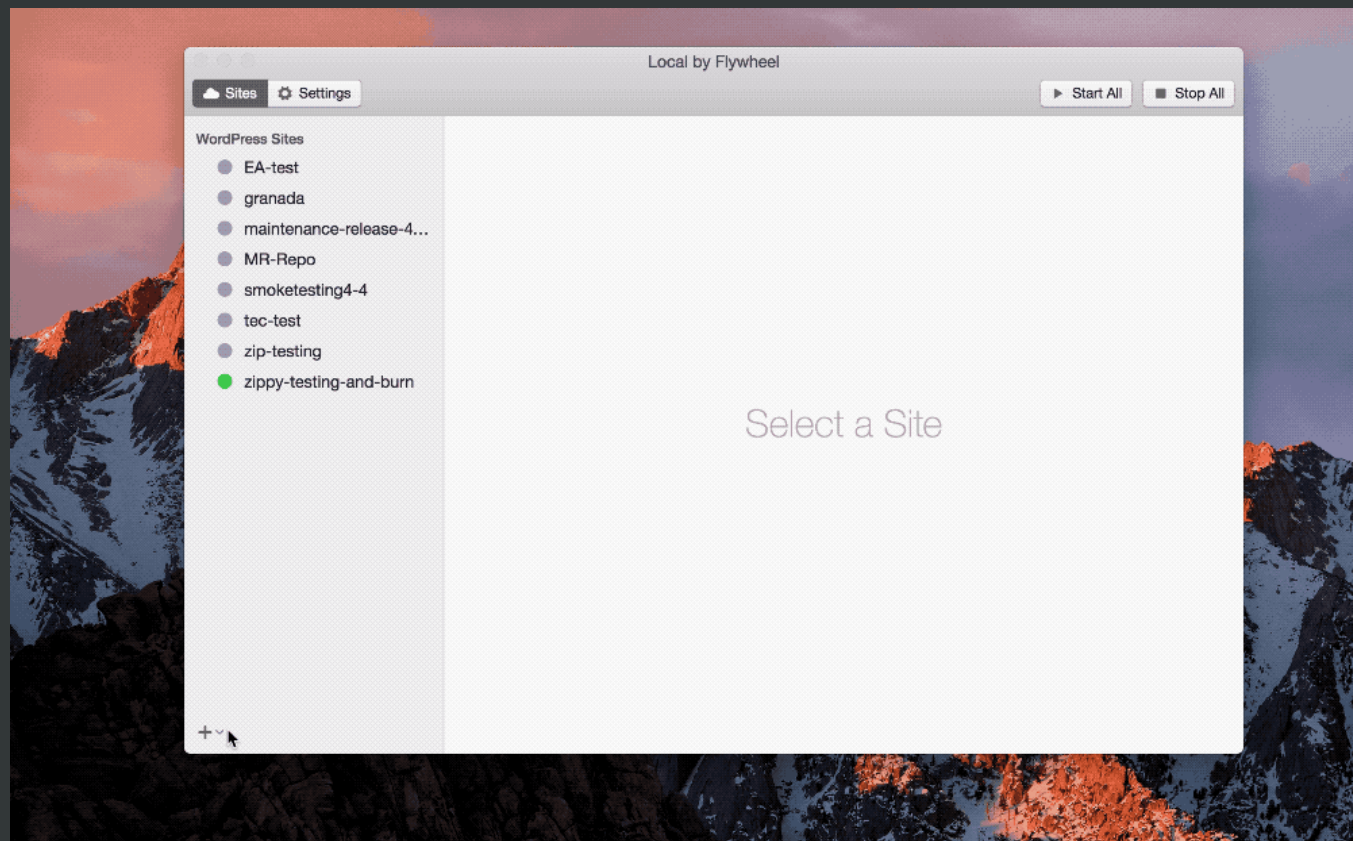 Local by Flywheel
Sites
Settings
Start All
Stop All
WordPress Sites
EA-test
granada
maintenance-release-4...
MR-Repo
smoketesting4-4
tec-test
zip-testing
zippy-testing-and-burn
Select a Site